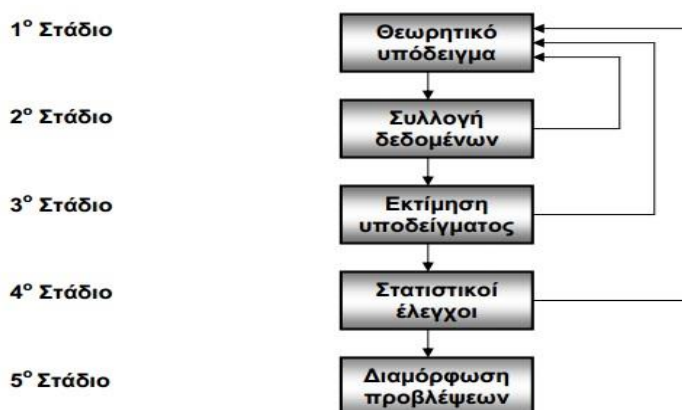 1ο Στάδιο
Θεωρητικό
υπόδειγμα
2ο Στάδιο
Συλλογή
δεδομένων
3ο Στάδιο
Εκτίμηση
υποδείγματος
4ο Στάδιο
Στατιστικοί
έλεγχοι
5ο Στάδιο
Διαμόρφωση
προβλέψεων